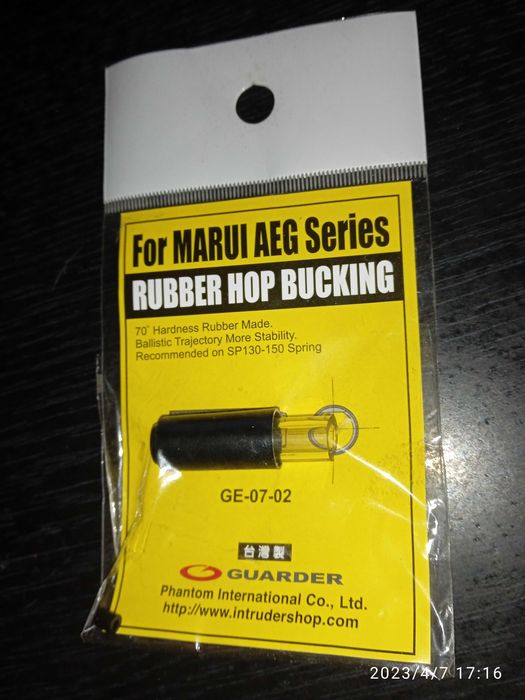 For MARUI AEG Series
RUBBER HOP BUCKING
70° Hardness Rubber Made.
Ballistic Trajectory More Stability.
Recommended on SP130-150 Spring
GE-07-02
台灣製
GUARDER
Phantom International Co., Ltd.
http://www.intrudershop.com
2023/4/7 17:16